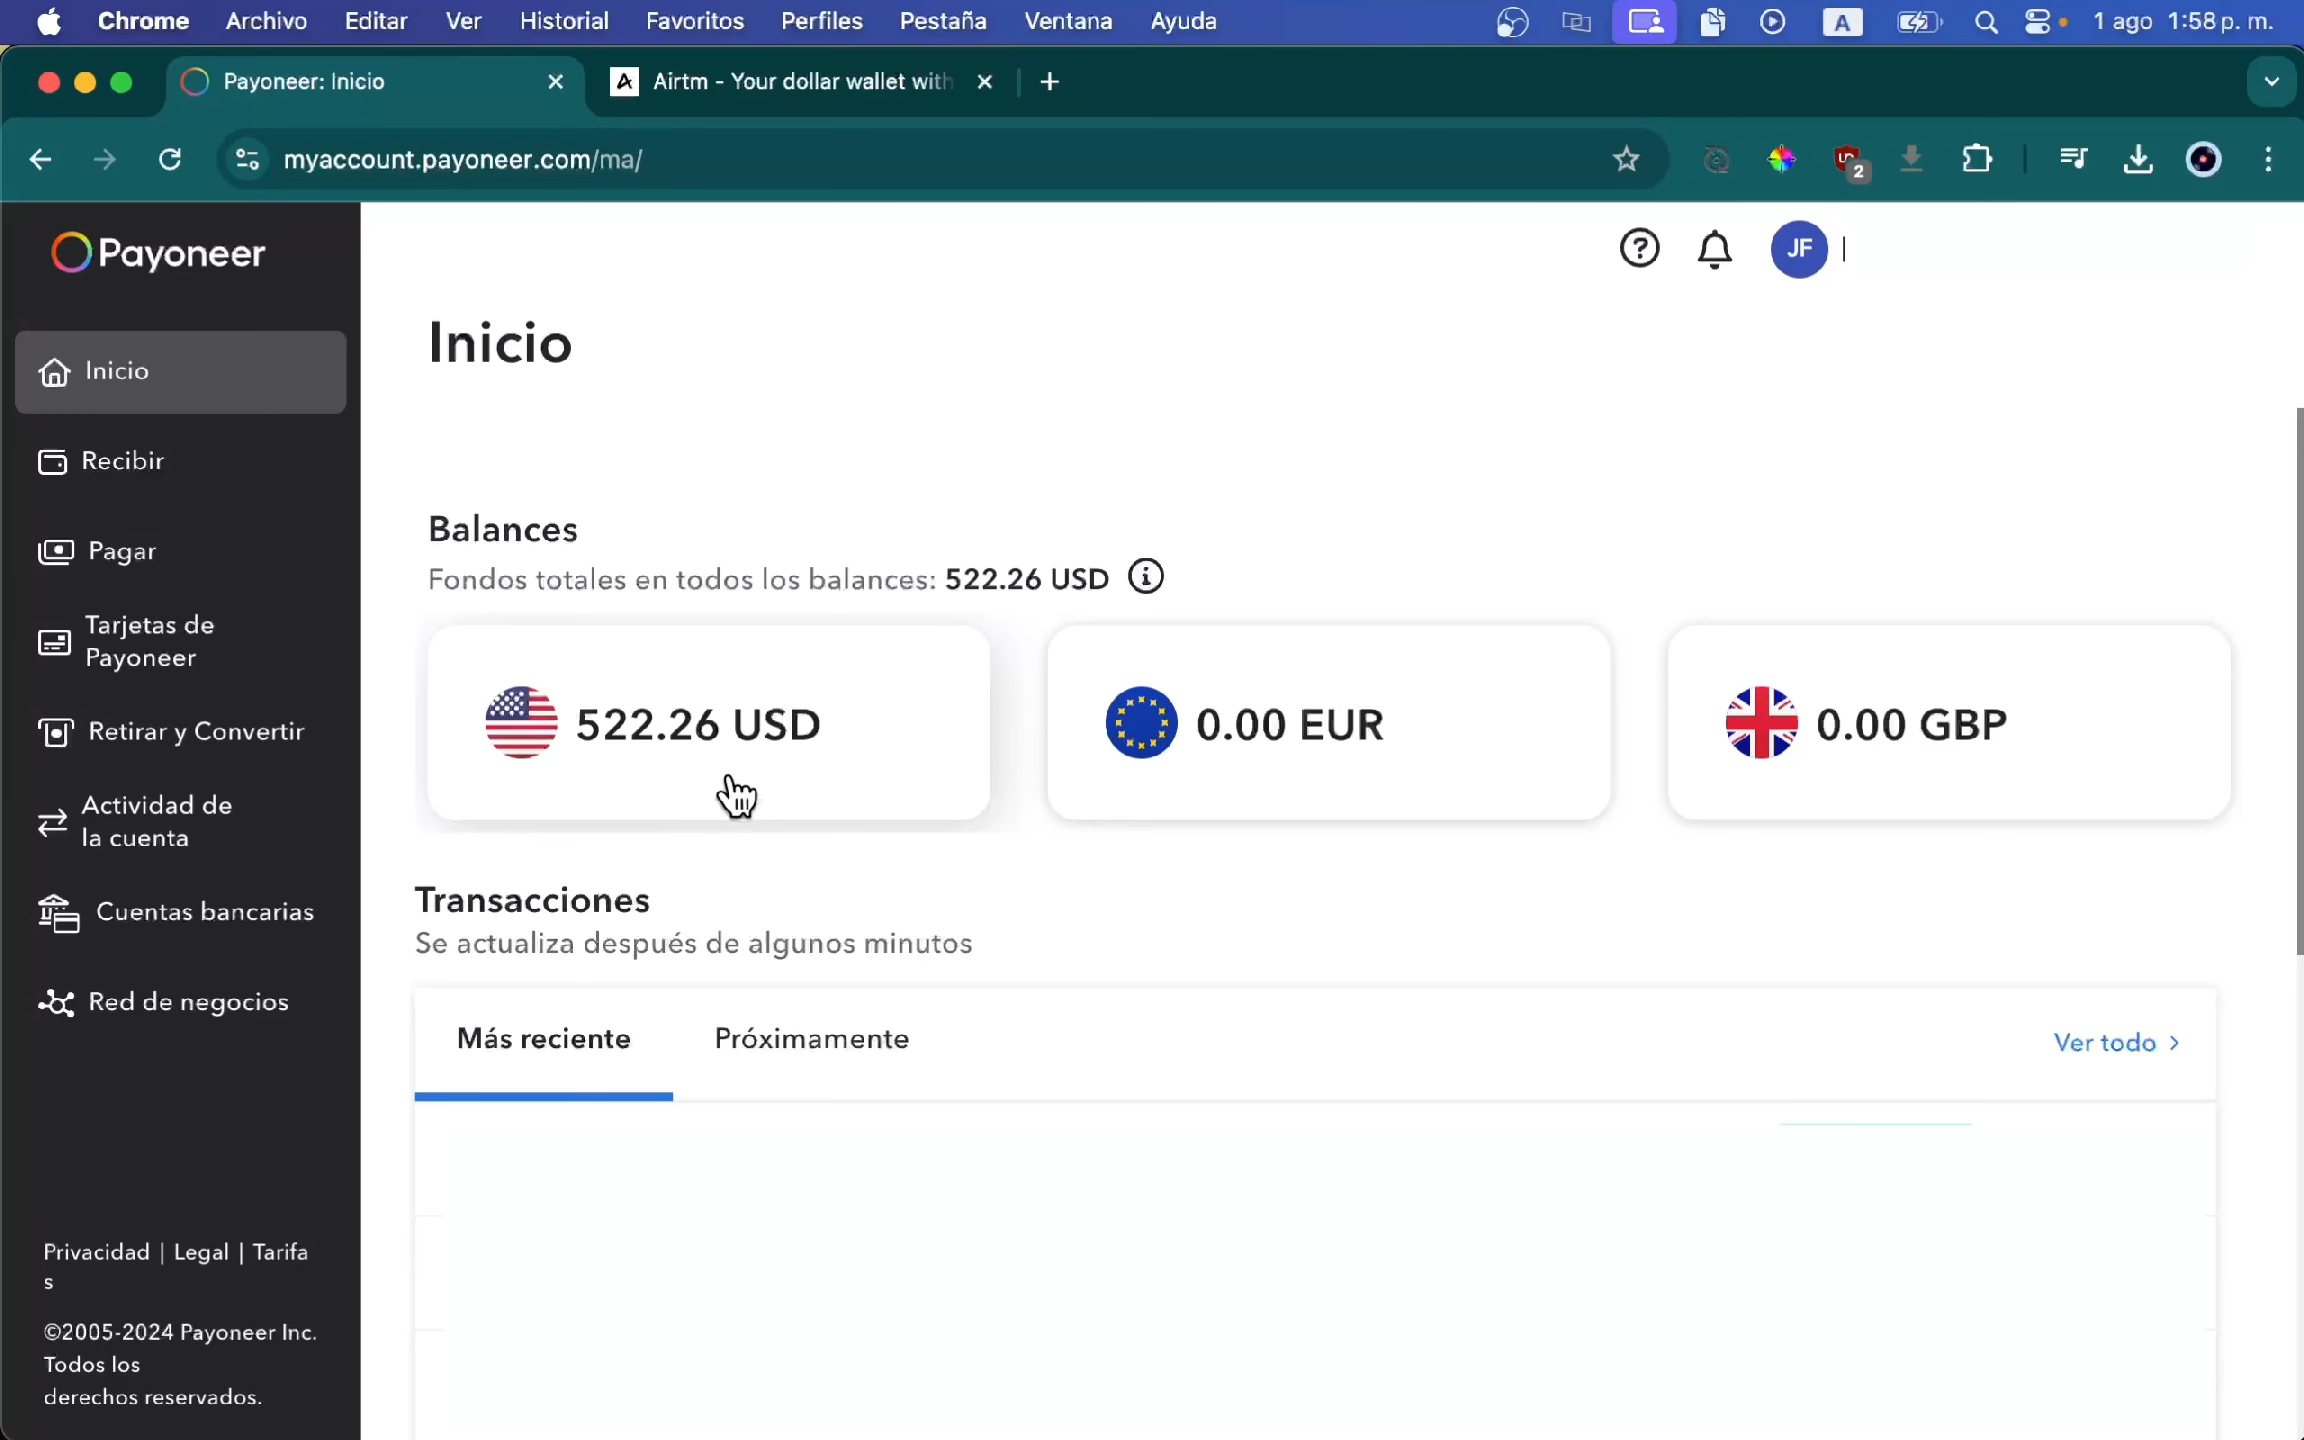 Chrome Archivo Editar Ver Historial Favoritos Perfiles Pestaña Ventana Ayuda A 1 ago 1:58 p. m.
Payoneer: Inicio
A Airtm - Your dollar wallet with
myaccount.payoneer.com/ma/
2
Payoneer
JF
Inicio
Inicio
Recibir
Pagar
Tarjetas de
Payoneer
Retirar y Convertir
Actividad de
la cuenta
Cuentas bancarias
Red de negocios
Privacidad | Legal | Tarifa
s
©2005-2024 Payoneer Inc.
Todos los
derechos reservados.
Balances
Fondos totales en todos los balances: 522.26 USD
522.26 USD
0.00 EUR
0.00 GBP
Transacciones
Se actualiza después de algunos minutos
Más reciente Próximamente Ver todo